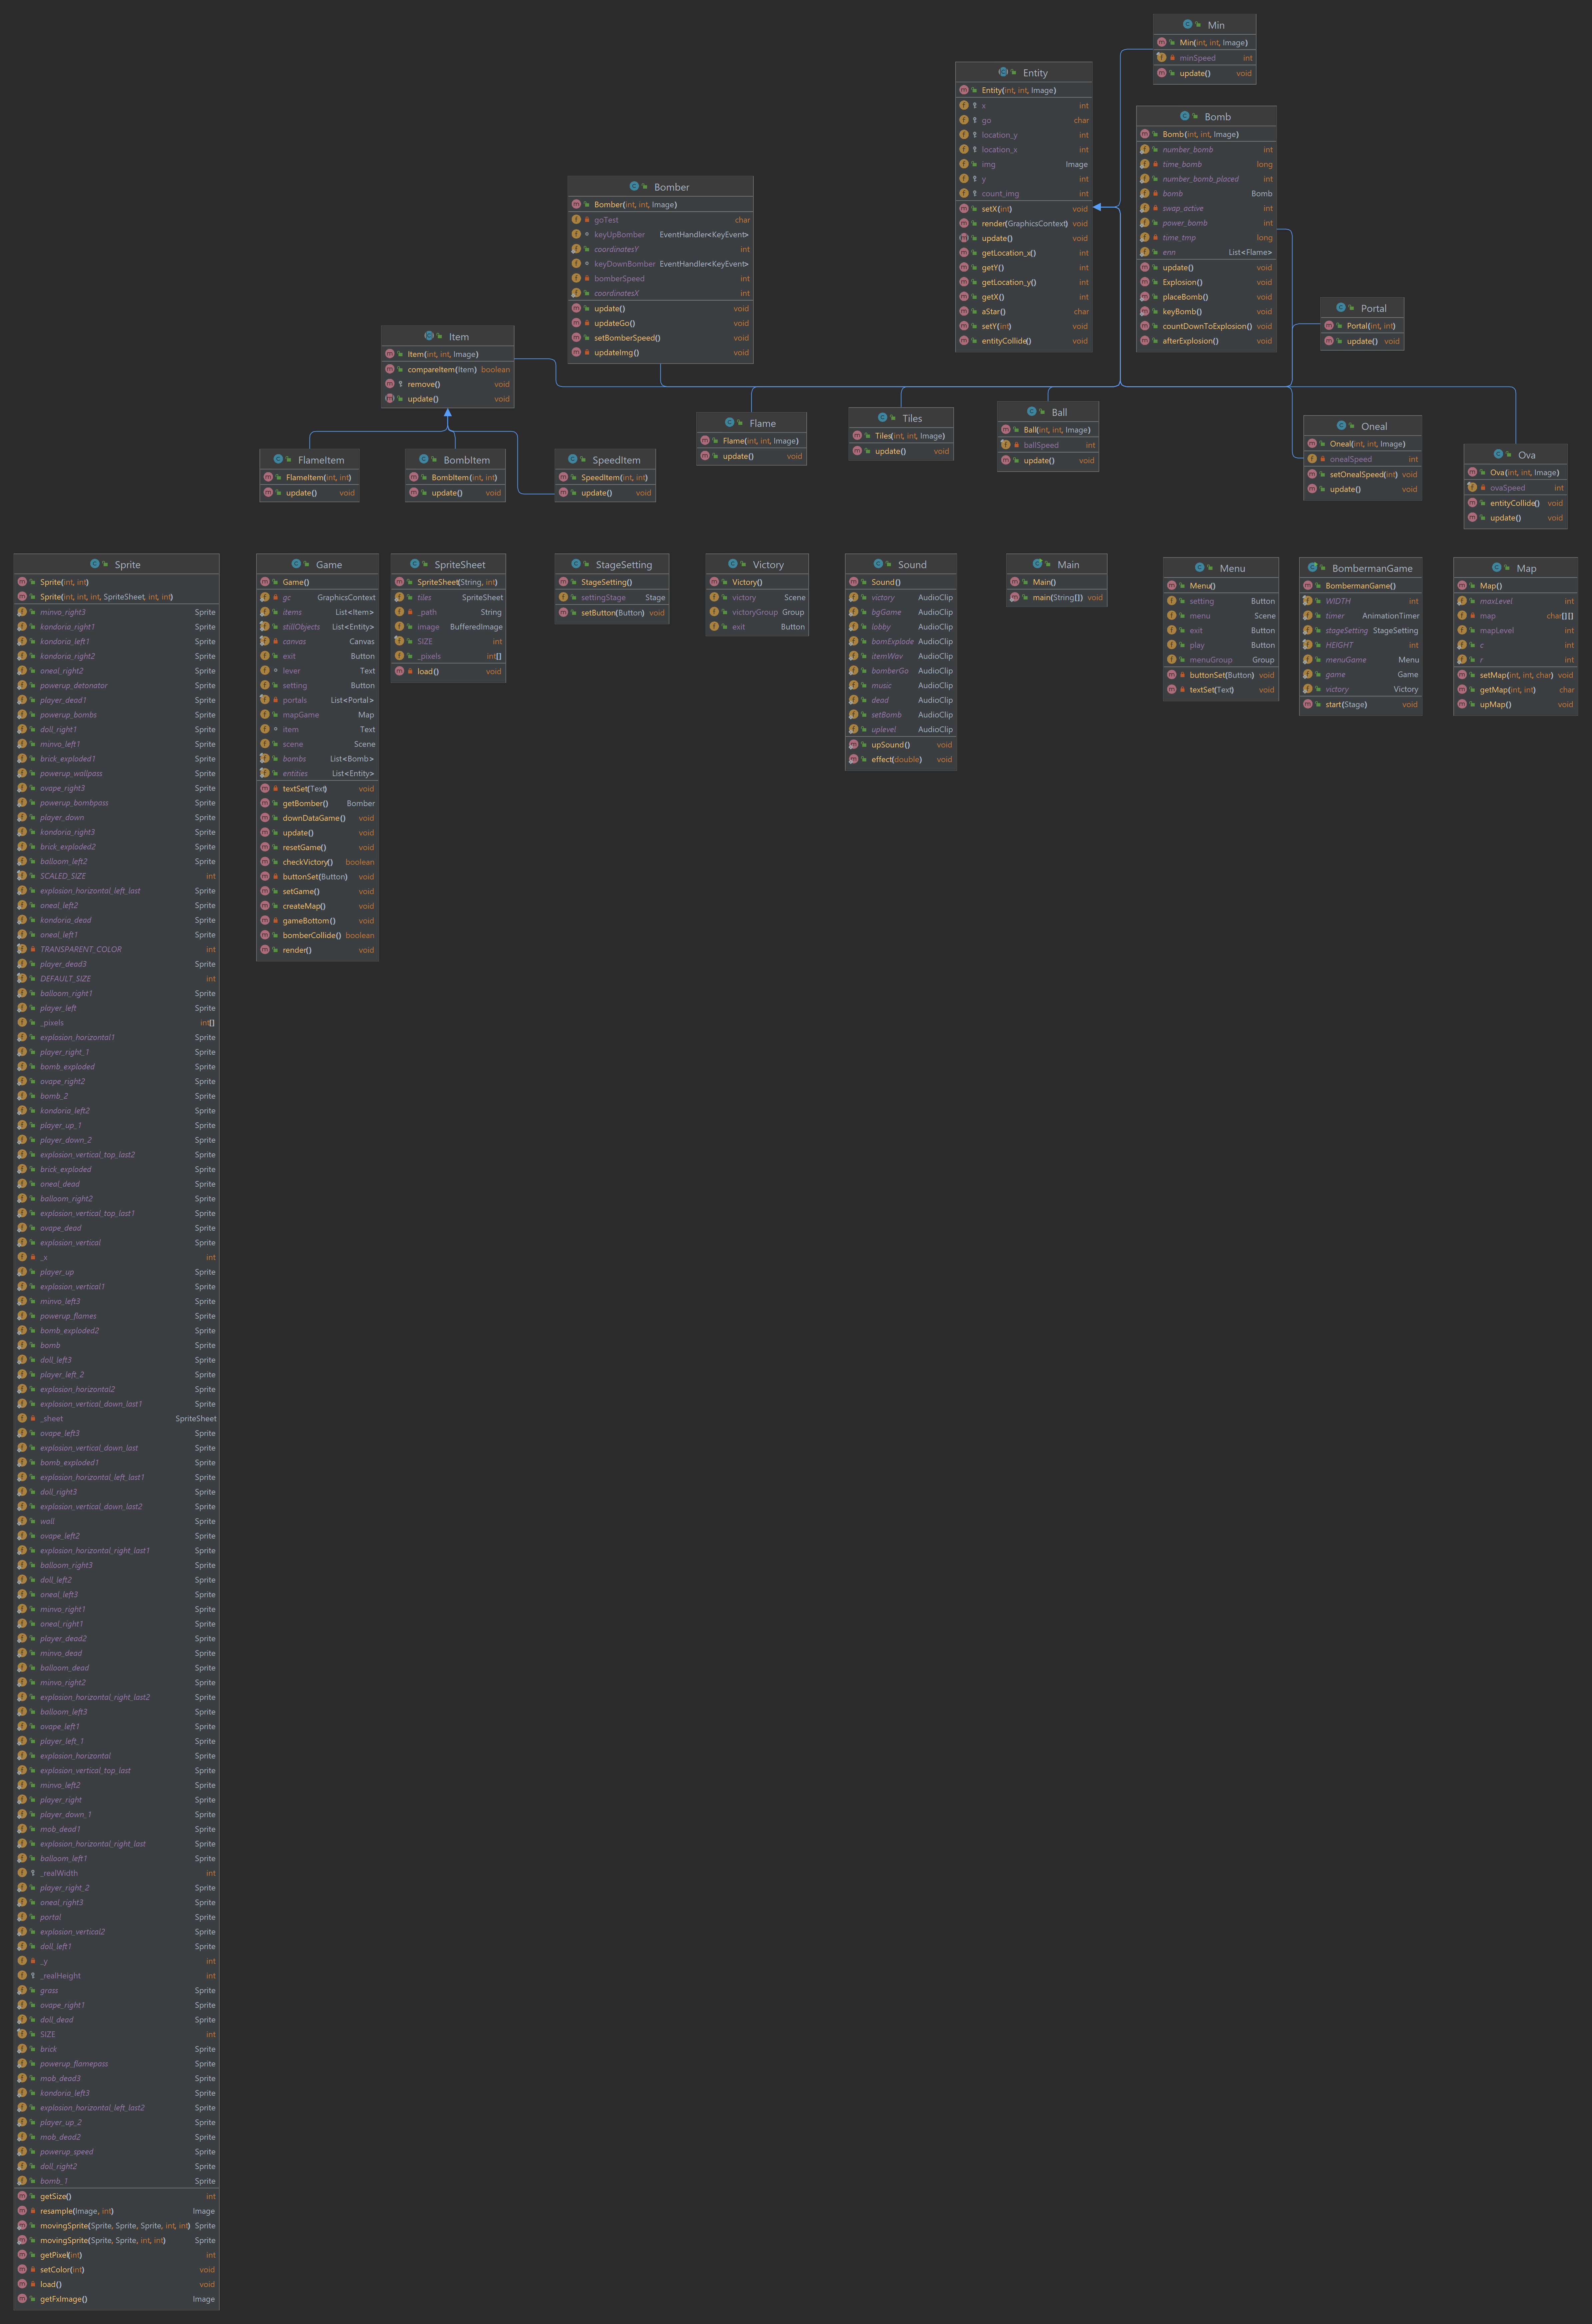 Min
Min(int, int, Image)
minSpeed int
update() void
Entity
Entity(int, int, Image)
x int
go char
location_y int
location_x int
img Image
y int
count_img int
setX(int) void
render(GraphicsContext) void
update() void
getLocation_x() int
getY() int
getLocation_y() int
getX() int
aStar() char
setY(int) void
entityCollide() void
Bomb
Bomb(int, int, Image)
number_bomb int
time_bomb long
number_bomb_placed int
bomb Bomb
swap_active int
power_bomb int
time_tmp long
enn List<Flame>
update() void
Explosion() void
placeBomb() void
keyBomb() void
countDownToExplosion() void
afterExplosion() void
Bomber
Bomber(int, int, Image)
goTest char
keyUpBomber EventHandler<KeyEvent>
coordinatesY int
keyDownBomber EventHandler<KeyEvent>
bomberSpeed int
coordinatesX int
update() void
updateGo() void
setBomberSpeed() void
updateImg() void
Portal
Portal(int, int)
update() void
Item
Item(int, int, Image)
compareItem(Item) boolean
remove() void
update() void
Flame
Flame(int, int, Image)
update() void
Tiles
Tiles(int, int, Image)
update() void
Ball
Ball(int, int, Image)
ballSpeed int
update() void
Oneal
Oneal(int, int, Image)
onealSpeed int
setOnealSpeed(int) void
update() void
Ova
Ova(int, int, Image)
ovaSpeed int
entityCollide() void
update() void
FlameItem
FlameItem(int, int)
update() void
BombItem
BombItem(int, int)
update() void
SpeedItem
SpeedItem(int, int)
update() void
Sprite
Sprite(int, int)
Sprite(int, int, int, SpriteSheet, int, int)
minvo_right3 Sprite
kondoria_right1 Sprite
kondoria_left1 Sprite
kondoria_right2 Sprite
oneal_right2 Sprite
powerup_detonator Sprite
player_dead1 Sprite
powerup_bombs Sprite
doll_right1 Sprite
minvo_left1 Sprite
brick_exploded1 Sprite
powerup_wallpass Sprite
ovape_right3 Sprite
powerup_bombpass Sprite
player_down Sprite
kondoria_right3 Sprite
brick_exploded2 Sprite
balloom_left2 Sprite
SCALED_SIZE int
explosion_horizontal_left_last Sprite
oneal_left2 Sprite
kondoria_dead Sprite
oneal_left1 Sprite
TRANSPARENT_COLOR int
player_dead3 Sprite
DEFAULT_SIZE int
balloom_right1 Sprite
player_left Sprite
_pixels int[]
explosion_horizontal1 Sprite
player_right_1 Sprite
bomb_exploded Sprite
ovape_right2 Sprite
bomb_2 Sprite
kondoria_left2 Sprite
player_up_1 Sprite
player_down_2 Sprite
explosion_vertical_top_last2 Sprite
brick_exploded Sprite
oneal_dead Sprite
balloom_right2 Sprite
explosion_vertical_top_last1 Sprite
ovape_dead Sprite
explosion_vertical Sprite
_x int
player_up Sprite
explosion_vertical1 Sprite
minvo_left3 Sprite
powerup_flames Sprite
bomb_exploded2 Sprite
bomb Sprite
doll_left3 Sprite
player_left_2 Sprite
explosion_horizontal2 Sprite
explosion_vertical_down_last1 Sprite
_sheet SpriteSheet
ovape_left3 Sprite
explosion_vertical_down_last Sprite
bomb_exploded1 Sprite
explosion_horizontal_left_last1 Sprite
doll_right3 Sprite
explosion_vertical_down_last2 Sprite
wall Sprite
ovape_left2 Sprite
explosion_horizontal_right_last1 Sprite
balloom_right3 Sprite
doll_left2 Sprite
oneal_left3 Sprite
minvo_right1 Sprite
oneal_right1 Sprite
player_dead2 Sprite
minvo_dead Sprite
balloom_dead Sprite
minvo_right2 Sprite
explosion_horizontal_right_last2 Sprite
balloom_left3 Sprite
ovape_left1 Sprite
player_left_1 Sprite
explosion_horizontal Sprite
explosion_vertical_top_last Sprite
minvo_left2 Sprite
player_right Sprite
player_down_1 Sprite
mob_dead1 Sprite
explosion_horizontal_right_last Sprite
balloom_left1 Sprite
_realWidth int
player_right_2 Sprite
oneal_right3 Sprite
portal Sprite
explosion_vertical2 Sprite
doll_left1 Sprite
_y int
_realHeight int
grass Sprite
ovape_right1 Sprite
doll_dead Sprite
SIZE int
brick Sprite
powerup_flamepass Sprite
mob_dead3 Sprite
kondoria_left3 Sprite
explosion_horizontal_left_last2 Sprite
player_up_2 Sprite
mob_dead2 Sprite
powerup_speed Sprite
doll_right2 Sprite
bomb_1 Sprite
getSize() int
resample(Image, int) Image
movingSprite(Sprite, Sprite, Sprite, int, int) Sprite
movingSprite(Sprite, Sprite, int, int) Sprite
getPixel(int) int
setColor(int) void
load() void
getFxImage() Image
Game
Game()
gc GraphicsContext
items List<Item>
stillObjects List<Entity>
canvas Canvas
exit Button
lever Text
setting Button
portals List<Portal>
mapGame Map
item Text
scene Scene
bombs List<Bomb>
entities List<Entity>
textSet(Text) void
getBomber() Bomber
downDataGame() void
update() void
resetGame() void
checkVictory() boolean
buttonSet(Button) void
setGame() void
createMap() void
gameBottom() void
bomberCollide() boolean
render() void
SpriteSheet
SpriteSheet(String, int)
tiles SpriteSheet
_path String
image BufferedImage
SIZE int
_pixels int[]
load() void
StageSetting
StageSetting()
settingStage Stage
setButton(Button) void
Victory
Victory()
victory Scene
victoryGroup Group
exit Button
Sound
Sound()
victory AudioClip
bgGame AudioClip
lobby AudioClip
bomExplode AudioClip
itemWav AudioClip
bomberGo AudioClip
music AudioClip
dead AudioClip
setBomb AudioClip
uplevel AudioClip
upSound() void
effect(double) void
Main
Main()
main(String[]) void
Menu
Menu()
setting Button
menu Scene
exit Button
play Button
menuGroup Group
buttonSet(Button) void
textSet(Text) void
BombermanGame
BombermanGame()
WIDTH int
timer AnimationTimer
stageSetting StageSetting
HEIGHT int
menuGame Menu
game Game
victory Victory
start(Stage) void
Map
Map()
maxLevel int
map char[][]
mapLevel int
c int
r int
setMap(int, int, char) void
getMap(int, int) char
upMap() void